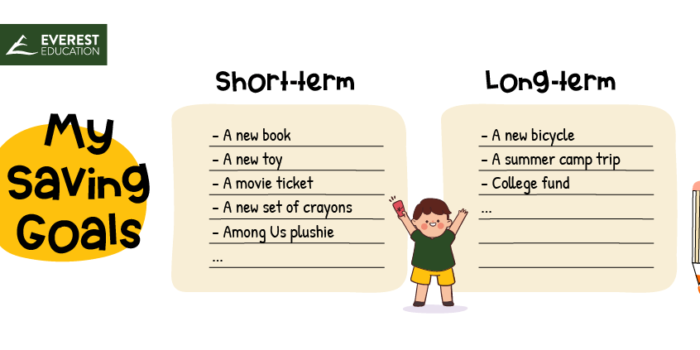 EVEREST
EDUCATION
My
Saving
Goals
Short-term
- A new book
- A new toy
- A movie ticket
- A new set of crayons
- Among Us plushie
...
Long-term
- A new bicycle
- A summer camp trip
- College fund
...